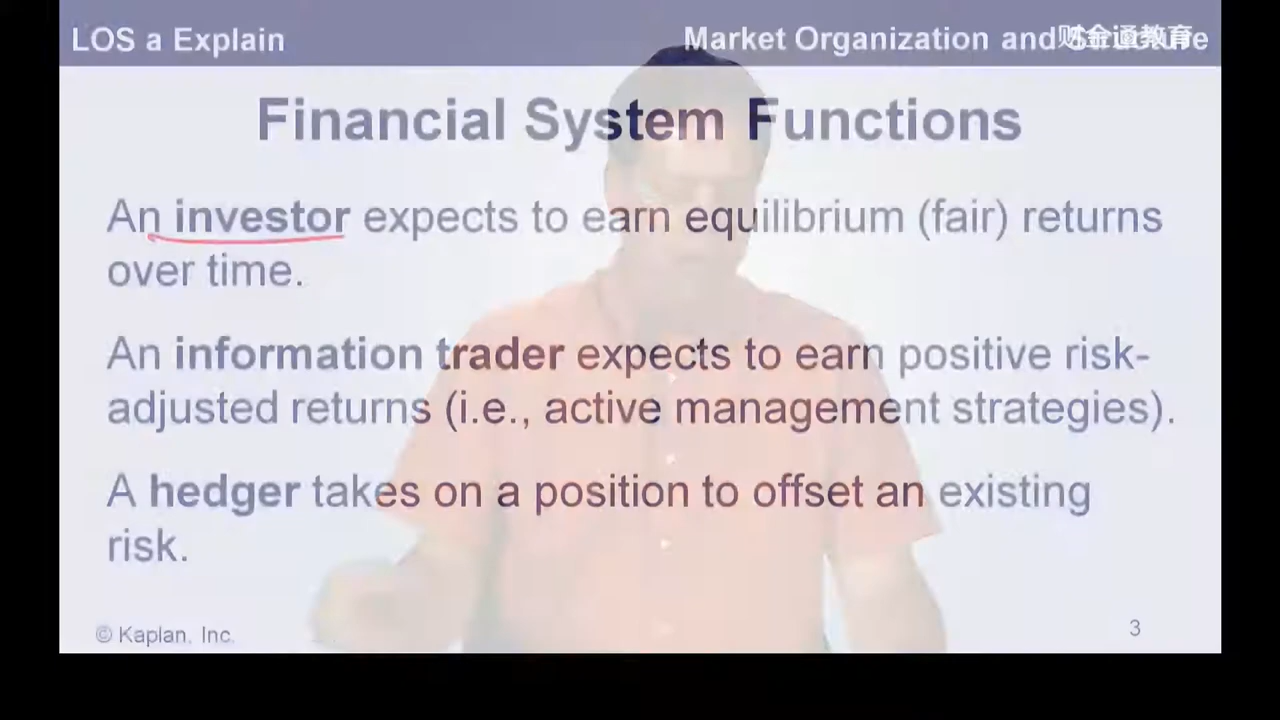 LOS a Explain
Market Organization and Structure
财金通教育
Financial System Functions
An investor expects to earn equilibrium (fair) returns
over time.
An information trader expects to earn positive risk-
adjusted returns (i.e., active management strategies).
A hedger takes on a position to offset an existing
risk.
© Kaplan, Inc.
3